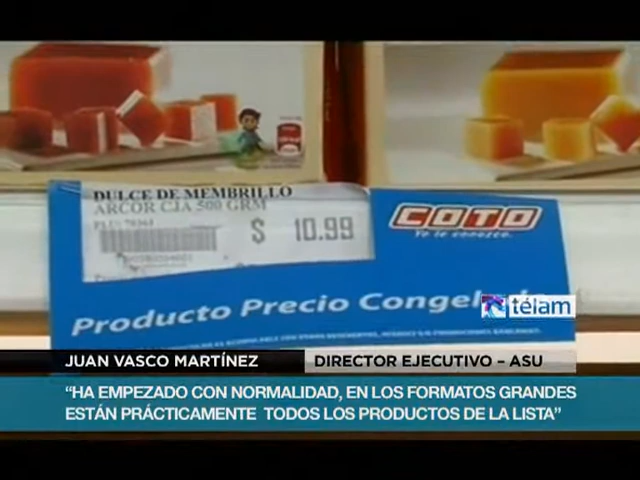 DULCE DE MEMBRILLO
ARCOR CJA 500 GRM
$ 10.99
COTO
Yo te conozco.
Producto Precio
télam
JUAN VASCO MARTÍNEZ
DIRECTOR EJECUTIVO – ASU
“HA EMPEZADO CON NORMALIDAD, EN LOS FORMATOS GRANDES
ESTÁN PRÁCTICAMENTE TODOS LOS PRODUCTOS DE LA LISTA”